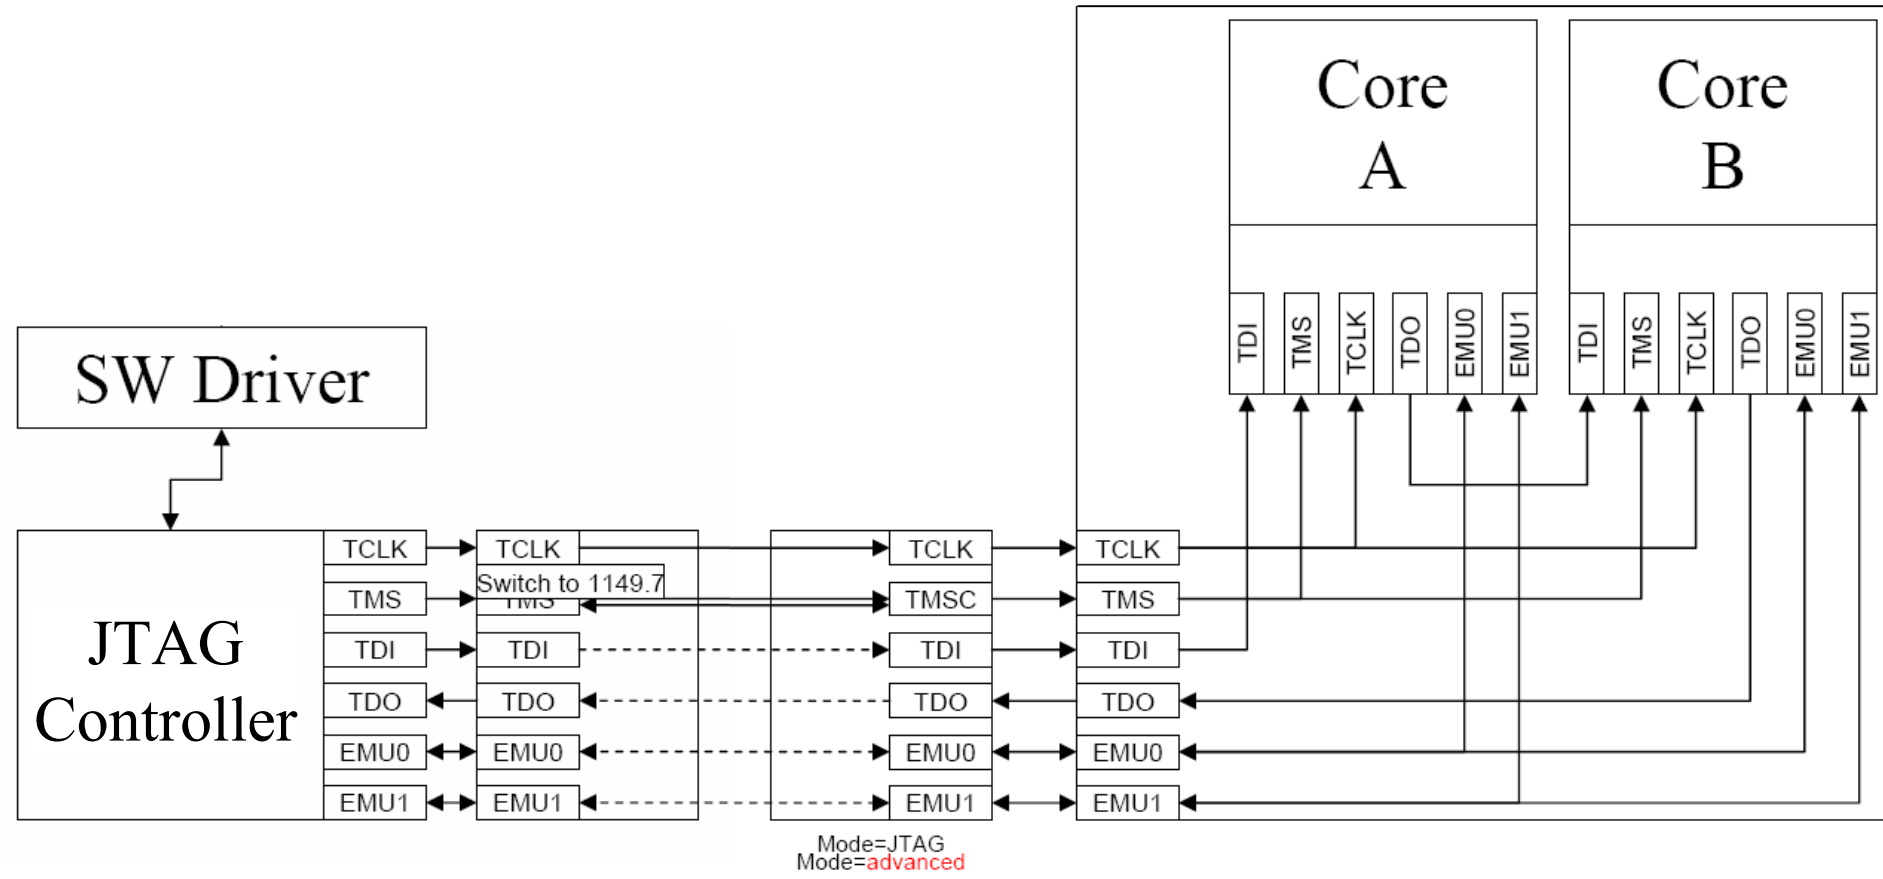 Core
A
Core
B
TDI
TMS
TCLK
TDO
EMU0
EMU1
TDI
TMS
TCLK
TDO
EMU0
EMU1
SW Driver
JTAG
Controller
TCLK
TMS
TDI
TDO
EMU0
EMU1
TCLK
Switch to 1149.7
TMS
TDI
TDO
EMU0
EMU1
TCLK
TMSC
TDI
TDO
EMU0
EMU1
TCLK
TMS
TDI
TDO
EMU0
EMU1
Mode=JTAG
Mode=advanced